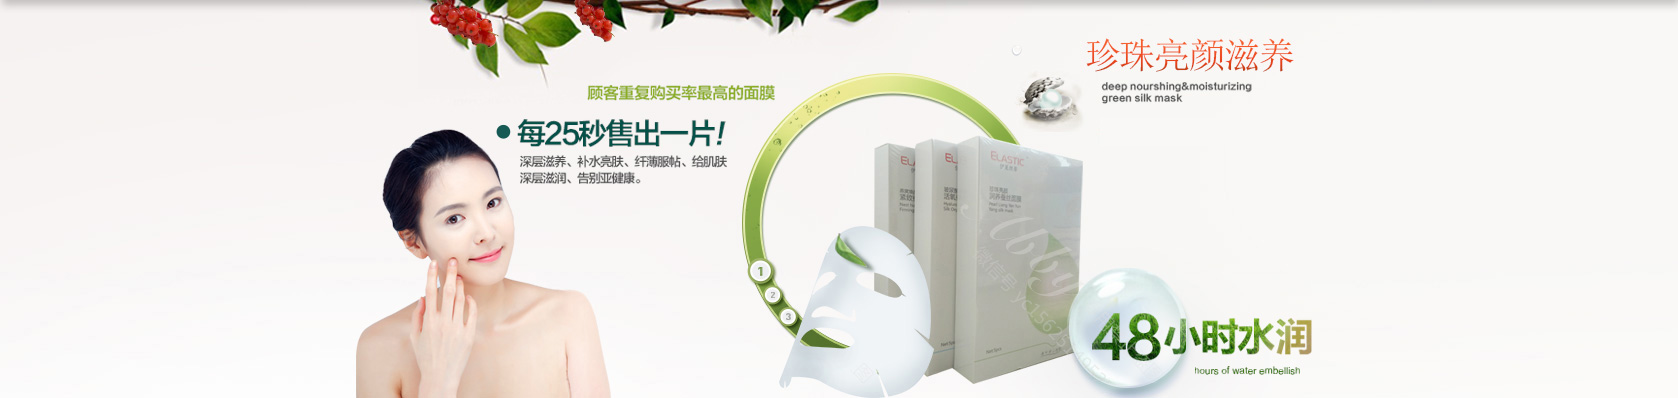 珍珠亮颜滋养
deep nourshing&moisturizing
green silk mask
顾客重复购买率最高的面膜
每25秒售出一片!
深层滋养、补水亮肤、纤薄服帖、给肌肤
深层滋润、告别亚健康。
ELASTIC
1
2
3
48小时水润
hours of water embellish